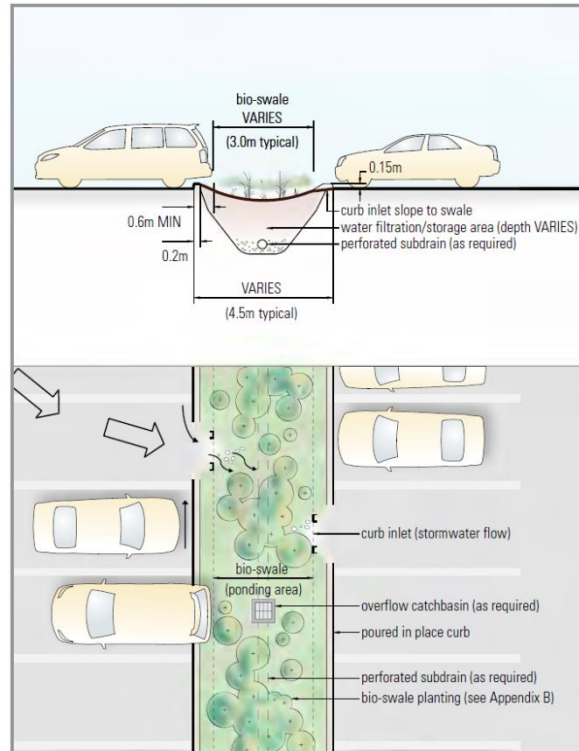 bio-swale
VARIES
(3.0m typical)
0.15m
0.6m MIN
0.2m
curb inlet slope to swale
water filtration/storage area (depth VARIES)
perforated subdrain (as required)
VARIES
(4.5m typical)
curb inlet (stormwater flow)
bio-swale
(ponding area)
overflow catchbasin (as required)
poured in place curb
perforated subdrain (as required)
bio-swale planting (see Appendix B)